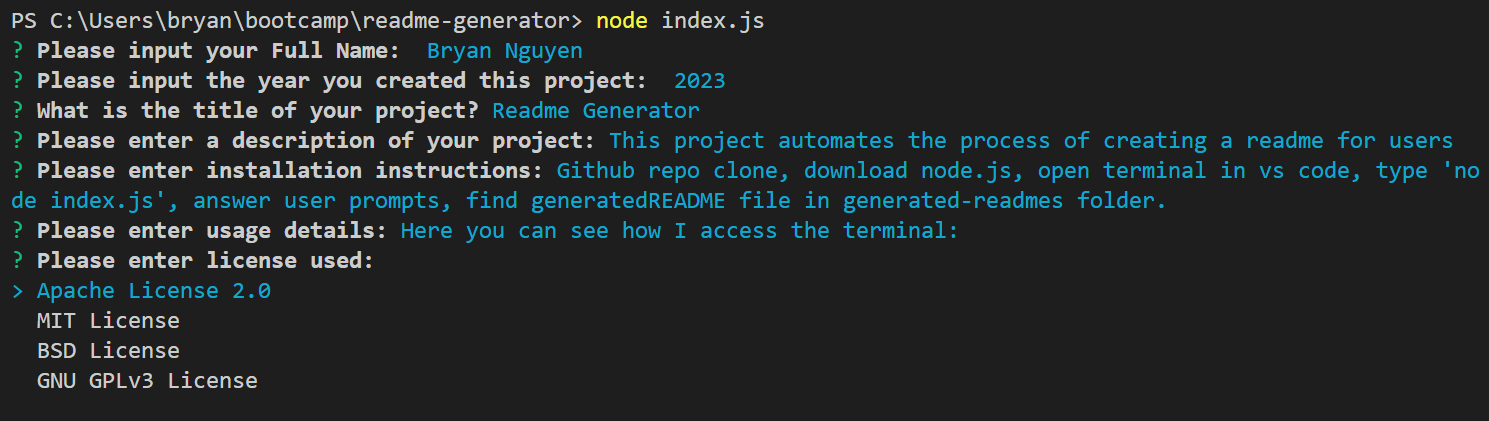 PS C:\Users\bryan\bootcamp\readme-generator> node index.js
? Please input your Full Name:  Bryan Nguyen
? Please input the year you created this project:  2023
? What is the title of your project? Readme Generator
? Please enter a description of your project: This project automates the process of creating a readme for users
? Please enter installation instructions: Github repo clone, download node.js, open terminal in vs code, type 'no
de index.js', answer user prompts, find generatedREADME file in generated-readmes folder.
? Please enter usage details: Here you can see how I access the terminal:
? Please enter license used:
> Apache License 2.0
  MIT License
  BSD License
  GNU GPLv3 License